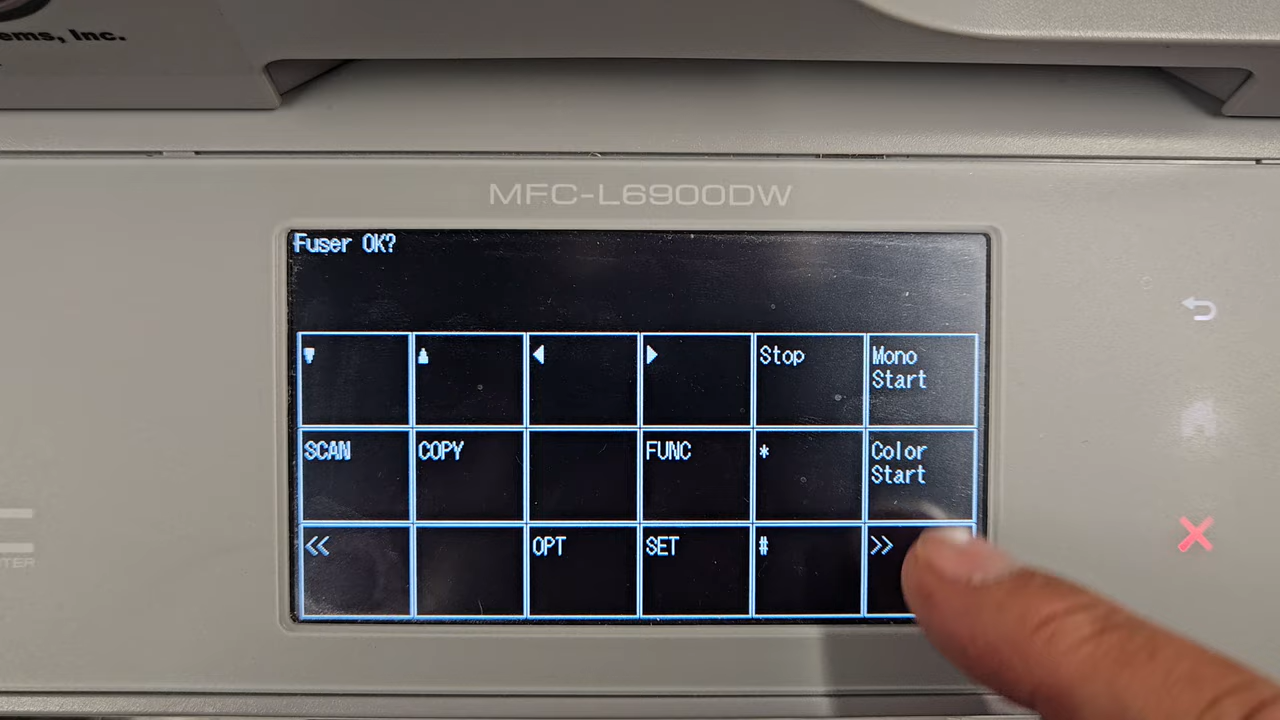 ems, Inc.
MFC-L6900DW
Fuser OK?
▼ ▲ ◀ ▶ Stop Mono Start
SCAN COPY FUNC * Color Start
<< OPT SET # >>